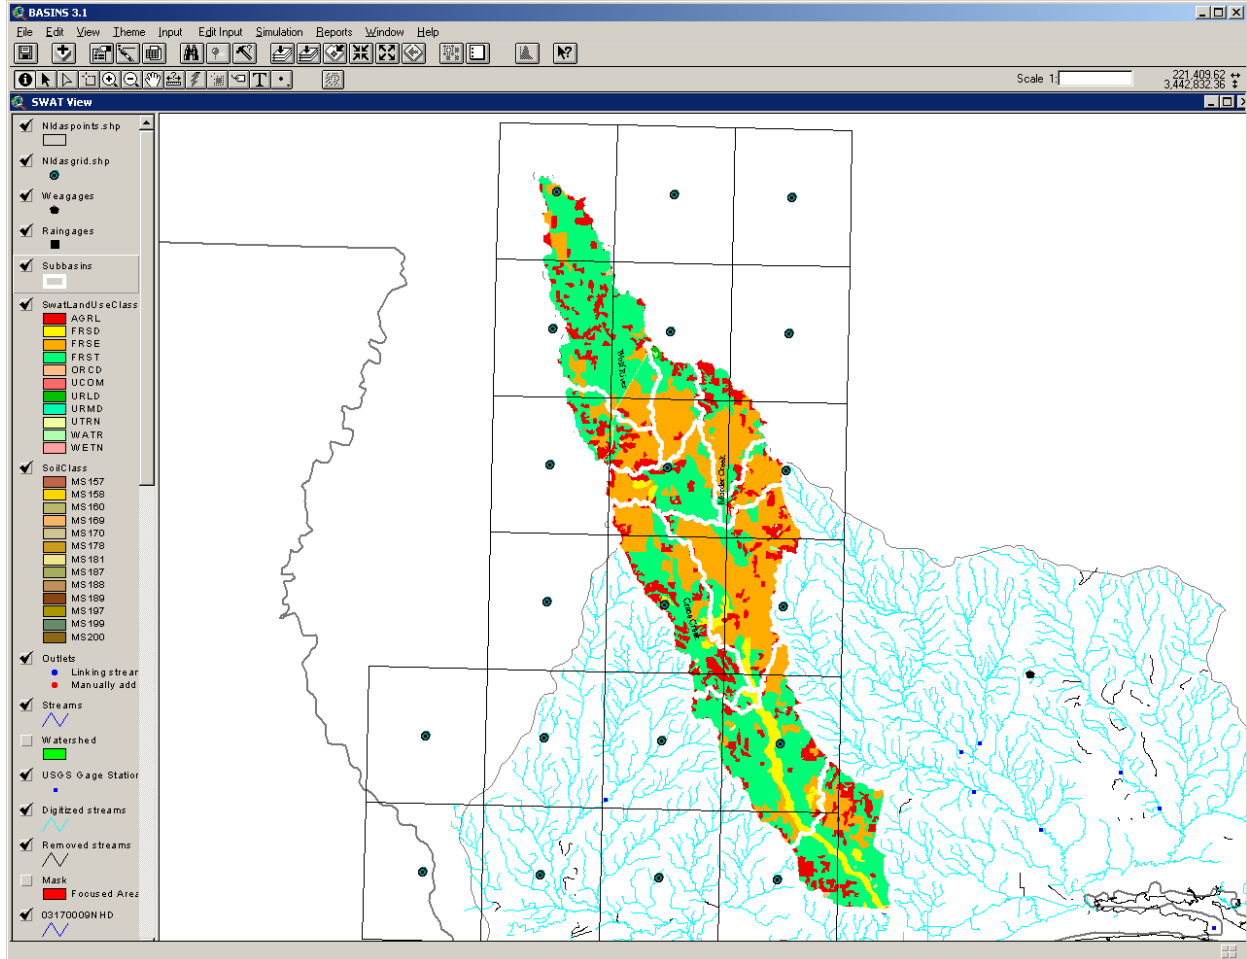 BASINS 3.1
File Edit View Theme Input Edit Input Simulation Reports Window Help
Scale 1:
221,409.62
3,442,832.36
SWAT View
Nldaspoints.shp
Nldasgrid.shp
Weagages
Raingages
Subbasins
SwatLandUseClass
AGRL
FRSD
FRSE
FRST
ORCD
UCOM
URLD
URMD
UTRN
WATR
WETN
SoilClass
MS157
MS158
MS160
MS169
MS170
MS178
MS181
MS187
MS188
MS189
MS197
MS199
MS200
Outlets
Linking strear
Manually add
Streams
Watershed
USGS Gage Station
Digitized streams
Removed streams
Mask
Focused Area
03170009NHD
Wolf River
Murder Creek
Crane Creek